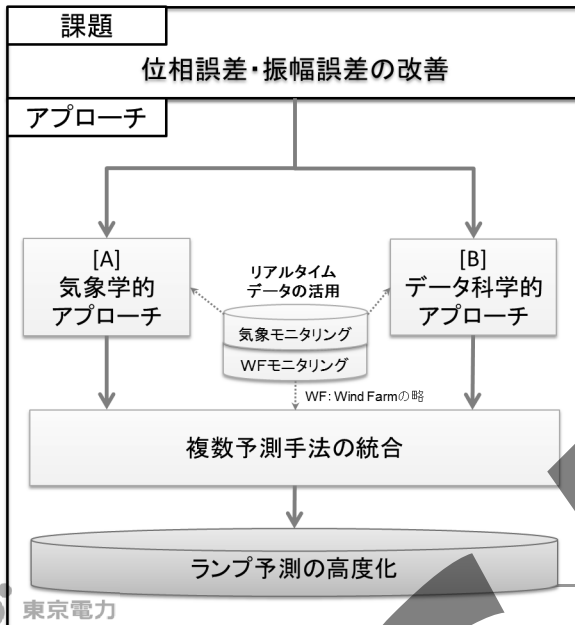 課題
位相誤差・振幅誤差の改善
アプローチ
[A]
気象学的
アプローチ
リアルタイム
データの活用
気象モニタリング
WFモニタリング
[B]
データ科学的
アプローチ
WF: Wind Farmの略
複数予測手法の統合
ランプ予測の高度化
東京電力